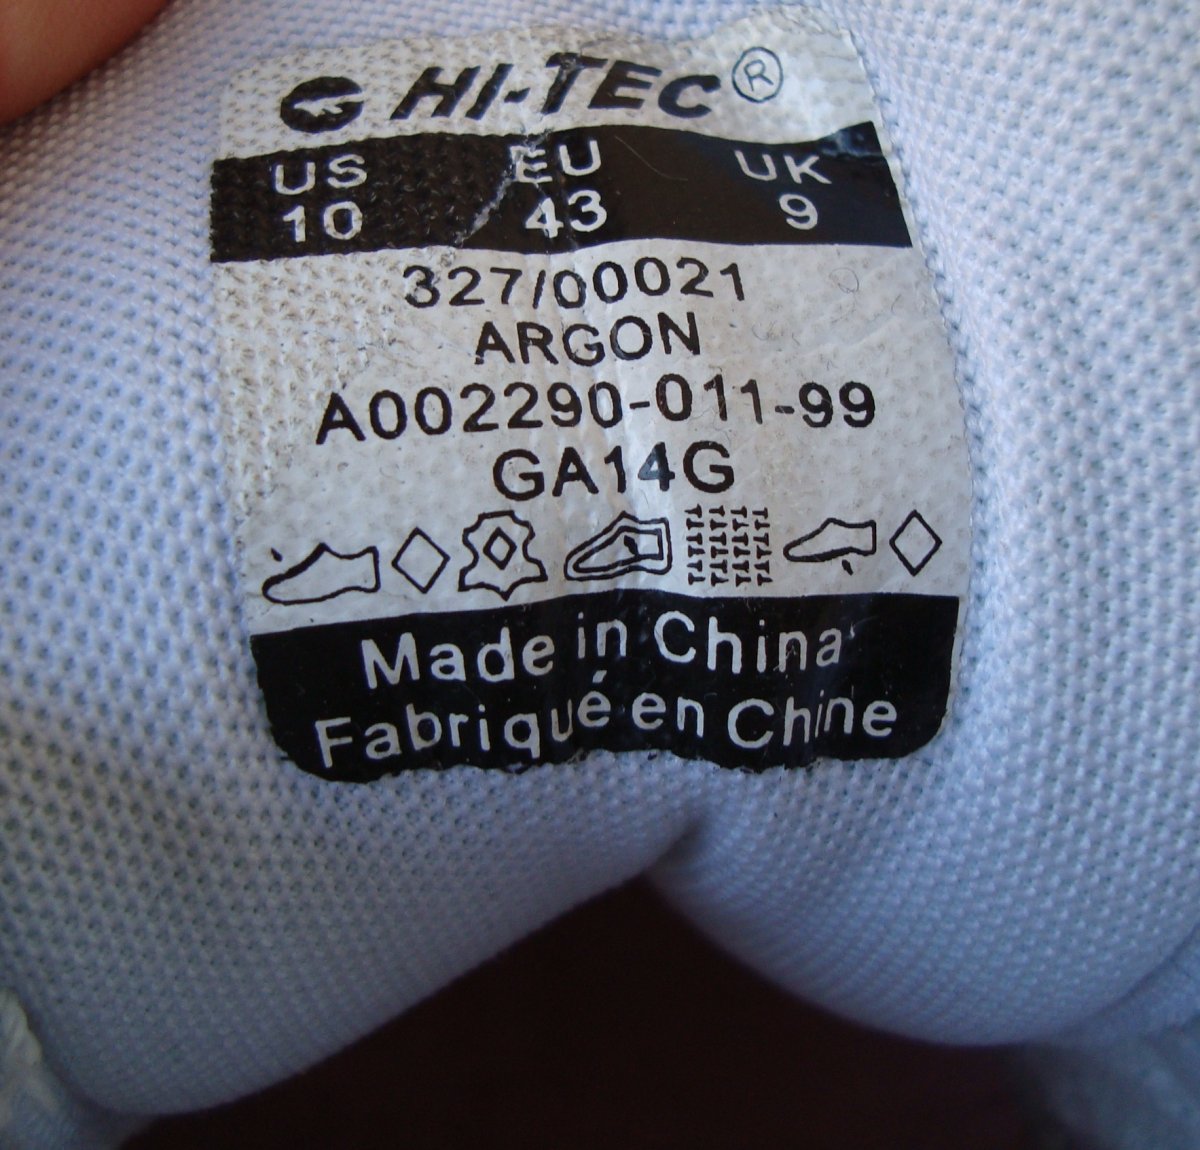 HI-TEC®
US EU UK
10 43 9
327/00021
ARGON
A002290-011-99
GA14G
Made in China
Fabriqué en Chine